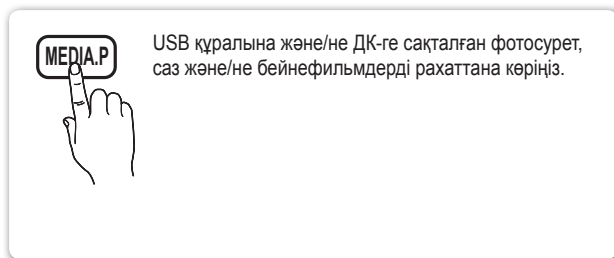 MEDIA.P
USB құралына және/не ДК-ге сақталған фотосурет,
саз және/не бейнефильмдерді рахаттана көріңіз.